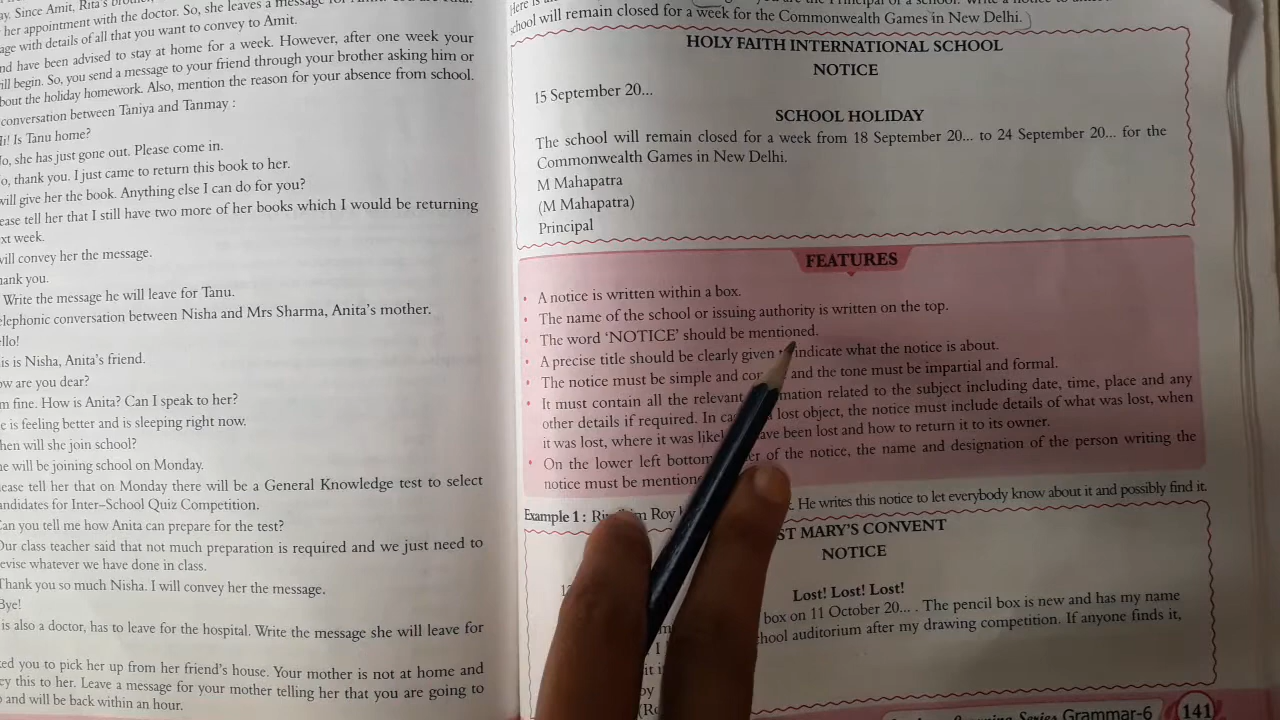 ay. Since Amit, Rita's
her appointment with the doctor. So, she leaves a message
age with details of all that you want to convey to Amit.
nd have been advised to stay at home for a week. However, after one week your
ill begin. So, you send a message to your friend through your brother asking him or
bout the holiday homework. Also, mention the reason for your absence from school.
conversation between Taniya and Tanmay :
Hi! Is Tanu home?
No, she has just gone out. Please come in.
No, thank you. I just came to return this book to her.
will give her the book. Anything else I can do for you?
ease tell her that I still have two more of her books which I would be returning
xt week.
will convey her the message.
hank you.
Write the message he will leave for Tanu.
elephonic conversation between Nisha and Mrs Sharma, Anita's mother.
ello!
is is Nisha, Anita's friend.
ow are you dear?
m fine. How is Anita? Can I speak to her?
e is feeling better and is sleeping right now.
hen will she join school?
he will be joining school on Monday.
ease tell her that on Monday there will be a General Knowledge test to select
andidates for Inter-School Quiz Competition.
Can you tell me how Anita can prepare for the test?
Our class teacher said that not much preparation is required and we just need to
evise whatever we have done in class.
Thank you so much Nisha. I will convey her the message.
Bye!
is also a doctor, has to leave for the hospital. Write the message she will leave for
ed you to pick her up from her friend's house. Your mother is not at home and
ey this to her. Leave a message for your mother telling her that you are going to
and will be back within an hour.
school will remain closed for a week for the Commonwealth Games in New Delhi.
HOLY FAITH INTERNATIONAL SCHOOL
NOTICE
15 September 20...
SCHOOL HOLIDAY
The school will remain closed for a week from 18 September 20... to 24 September 20... for the
Commonwealth Games in New Delhi.
M Mahapatra
(M Mahapatra)
Principal
FEATURES
• A notice is written within a box.
• The name of the school or issuing authority is written on the top.
• The word 'NOTICE' should be mentioned.
• A precise title should be clearly given indicate what the notice is about.
• The notice must be simple and and the tone must be impartial and formal.
• It must contain all the relevant mation related to the subject including date, time, place and any
other details if required. In lost object, the notice must include details of what was lost, when
it was lost, where it was ave been lost and how to return it to its owner.
• On the lower left bottom of the notice, the name and designation of the person writing the
notice must be
Example 1 : Roy He writes this notice to let everybody know about it and possibly find it.
ST MARY'S CONVENT
NOTICE
Lost! Lost! Lost!
box on 11 October 20... . The pencil box is new and has my name
hool auditorium after my drawing competition. If anyone finds it,
Series Grammar-6 141